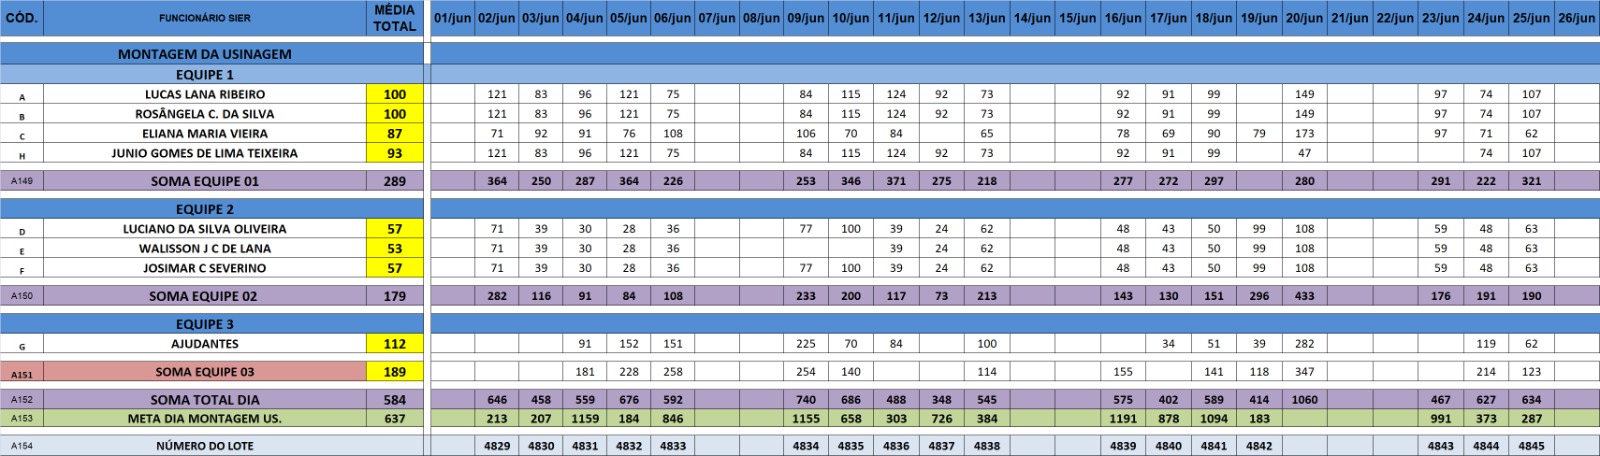 CÓD. FUNCIONÁRIO SIER MÉDIA TOTAL 01/jun 02/jun 03/jun 04/jun 05/jun 06/jun 07/jun 08/jun 09/jun 10/jun 11/jun 12/jun 13/jun 14/jun 15/jun 16/jun 17/jun 18/jun 19/jun 20/jun 21/jun 22/jun 23/jun 24/jun 25/jun 26/jun
MONTAGEM DA USINAGEM
EQUIPE 1
A LUCAS LANA RIBEIRO 100 121 83 96 121 75 84 115 124 92 73 92 91 99 149 97 74 107
B ROSÂNGELA C. DA SILVA 100 121 83 96 121 75 84 115 124 92 73 92 91 99 149 97 74 107
C ELIANA MARIA VIEIRA 87 71 92 91 76 108 106 70 84 65 78 69 90 79 173 97 71 62
H JUNIO GOMES DE LIMA TEIXEIRA 93 121 83 96 121 75 84 115 124 92 73 92 91 99 47 74 107
A149 SOMA EQUIPE 01 289 364 250 287 364 226 253 346 371 275 218 277 272 297 280 291 222 321
EQUIPE 2
D LUCIANO DA SILVA OLIVEIRA 57 71 39 30 28 36 77 100 39 24 62 48 43 50 99 108 59 48 63
E WALISSON J C DE LANA 53 71 39 30 28 36 39 24 62 48 43 50 99 108 59 48 63
F JOSIMAR C SEVERINO 57 71 39 30 28 36 77 100 39 24 62 48 43 50 99 108 59 48 63
A150 SOMA EQUIPE 02 179 282 116 91 84 108 233 200 117 73 213 143 130 151 296 433 176 191 190
EQUIPE 3
G AJUDANTES 112 91 152 151 225 70 84 100 34 51 39 282 119 62
A151 SOMA EQUIPE 03 189 181 228 258 254 140 114 155 141 118 347 214 123
A152 SOMA TOTAL DIA 584 646 458 559 676 592 740 686 488 348 545 575 402 589 414 1060 467 627 634
A153 META DIA MONTAGEM US. 637 213 207 1159 184 846 1155 658 303 726 384 1191 878 1094 183 991 373 287
A154 NÚMERO DO LOTE 4829 4830 4831 4832 4833 4834 4835 4836 4837 4838 4839 4840 4841 4842 4843 4844 4845